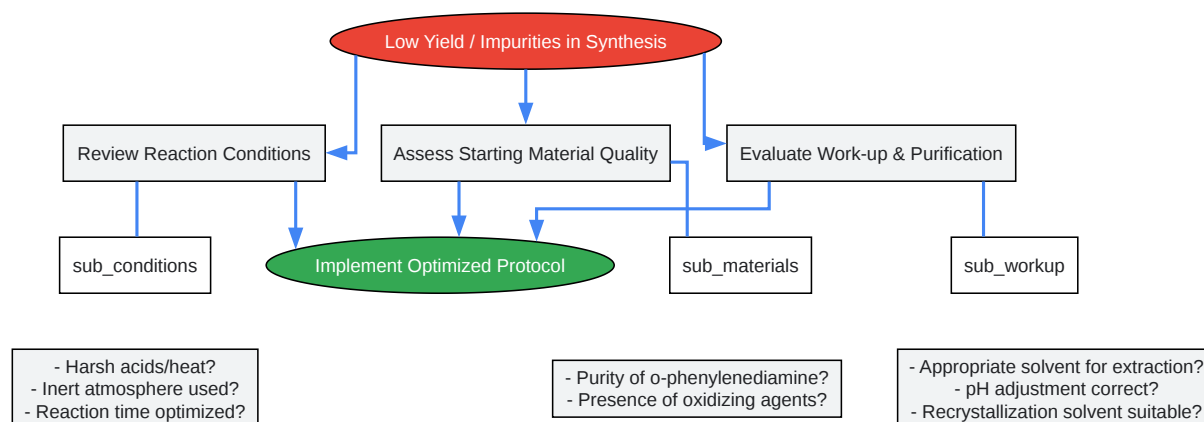 Low Yield / Impurities in Synthesis
Review Reaction Conditions
Assess Starting Material Quality
Evaluate Work-up & Purification
sub_conditions
Implement Optimized Protocol
sub_materials
sub_workup
- Harsh acids/heat?
- Inert atmosphere used?
- Reaction time optimized?
- Purity of o-phenylenediamine?
- Presence of oxidizing agents?
- Appropriate solvent for extraction?
- pH adjustment correct?
- Recrystallization solvent suitable?